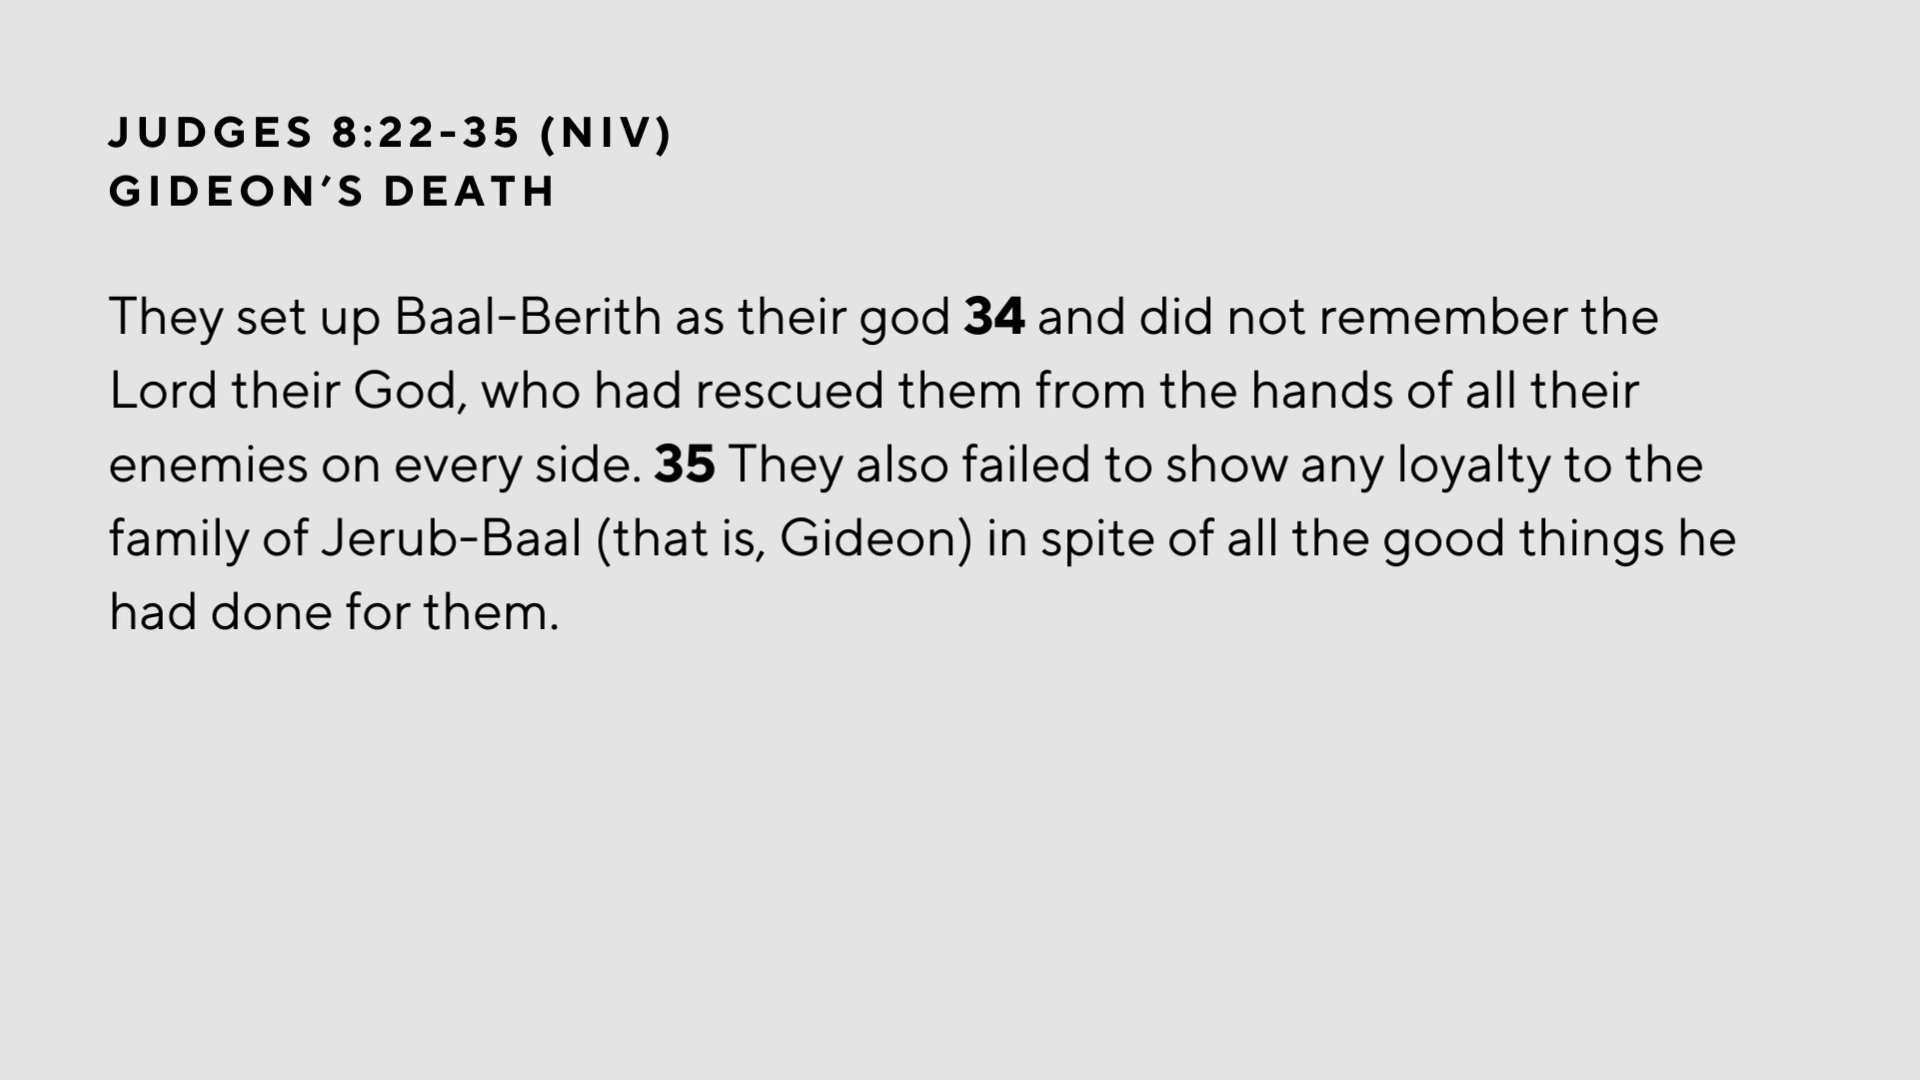 JUDGES 8:22-35 (NIV)
GIDEON’S DEATH
They set up Baal-Berith as their god 34 and did not remember the
Lord their God, who had rescued them from the hands of all their
enemies on every side. 35 They also failed to show any loyalty to the
family of Jerub-Baal (that is, Gideon) in spite of all the good things he
had done for them.